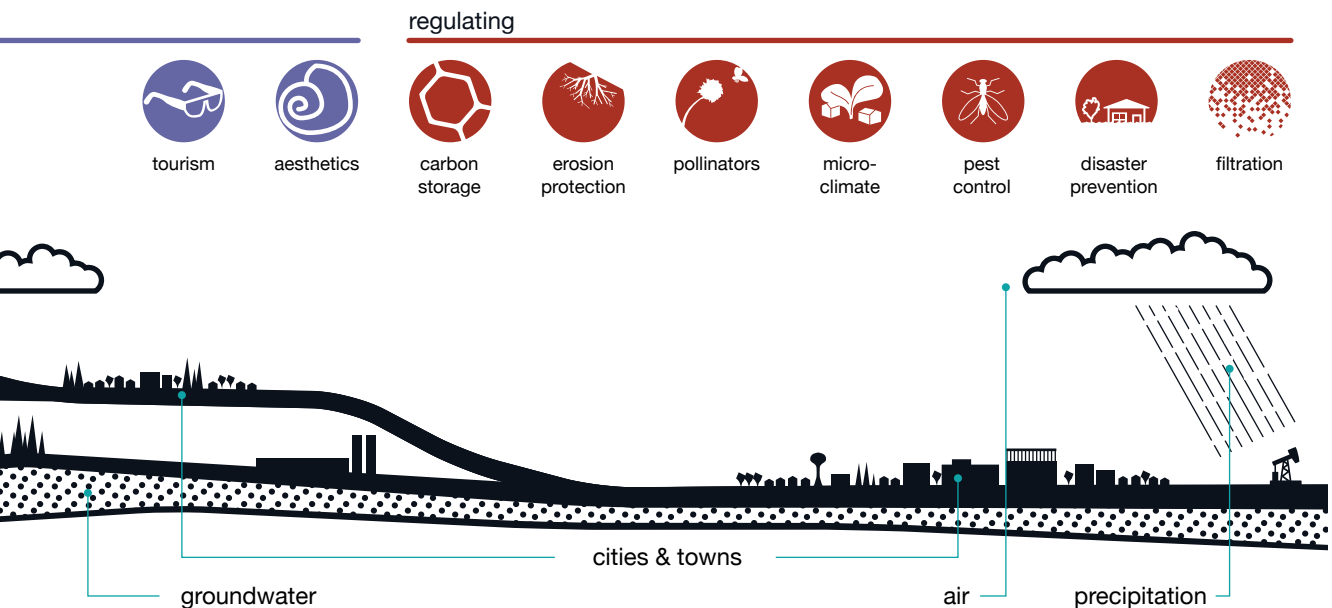 regulating
tourism
aesthetics
carbon
storage
erosion
protection
pollinators
micro-
climate
pest
control
disaster
prevention
filtration
cities & towns
groundwater
air
precipitation